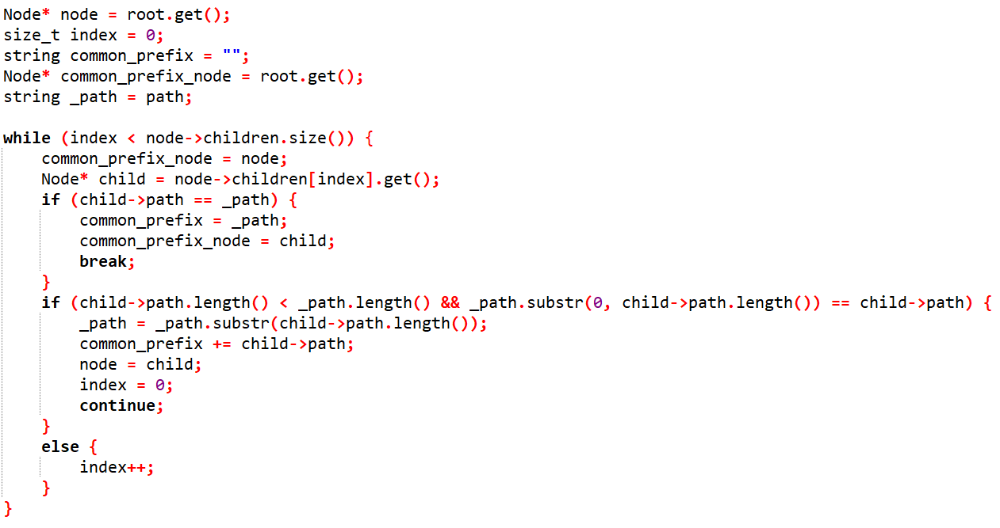 Node* node = root.get();
size_t index = 0;
string common_prefix = "";
Node* common_prefix_node = root.get();
string _path = path;

while (index < node->children.size()) {
    common_prefix_node = node;
    Node* child = node->children[index].get();
    if (child->path == _path) {
        common_prefix = _path;
        common_prefix_node = child;
        break;
    }
    if (child->path.length() < _path.length() && _path.substr(0, child->path.length()) == child->path) {
        _path = _path.substr(child->path.length());
        common_prefix += child->path;
        node = child;
        index = 0;
        continue;
    }
    else {
        index++;
    }
}